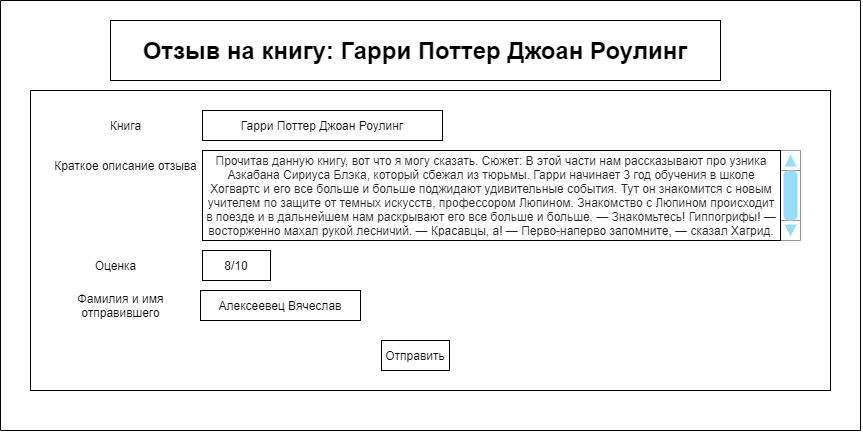 Отзыв на книгу: Гарри Поттер Джоан Роулинг
Книга
Гарри Поттер Джоан Роулинг
Краткое описание отзыва
Прочитав данную книгу, вот что я могу сказать. Сюжет: В этой части нам рассказывают про узника
Азкабана Сириуса Блэка, который сбежал из тюрьмы. Гарри начинает 3 год обучения в школе
Хогвартс и его все больше и больше поджидают удивительные события. Тут он знакомится с новым
учителем по защите от темных искусств, профессором Люпином. Знакомство с Люпином происходит
в поезде и в дальнейшем нам раскрывают его все больше и больше. — Знакомьтесь! Гиппогрифы! —
восторженно махал рукой лесничий. — Красавцы, а! — Перво-наперво запомните, — сказал Хагрид.
Оценка
8/10
Фамилия и имя
отправившего
Алексеевец Вячеслав
Отправить